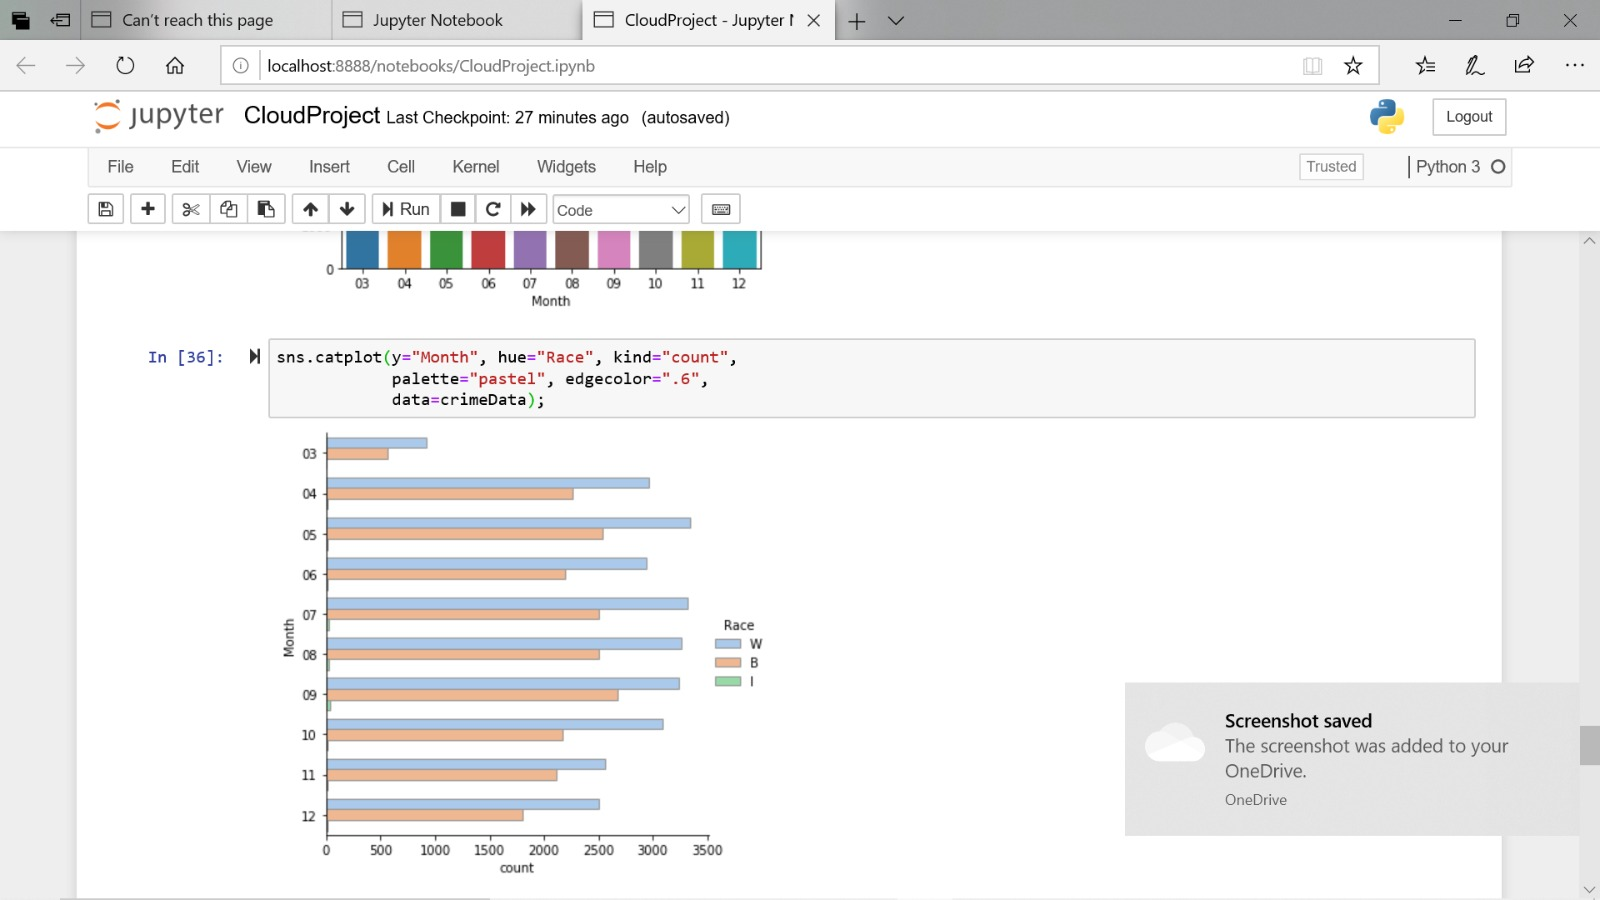 Can't reach this page
Jupyter Notebook
CloudProject - Jupyter N
localhost:8888/notebooks/CloudProject.ipynb
jupyter CloudProject Last Checkpoint: 27 minutes ago (autosaved)
Logout
File Edit View Insert Cell Kernel Widgets Help
Trusted
Python 3
Run
Code
0
03 04 05 06 07 08 09 10 11 12
Month
In [36]:
sns.catplot(y="Month", hue="Race", kind="count",
palette="pastel", edgecolor=".6",
data=crimeData);
03
04
05
06
07
08
09
10
11
12
Month
0 500 1000 1500 2000 2500 3000 3500
count
Race
W
B
I
Screenshot saved
The screenshot was added to your
OneDrive.
OneDrive